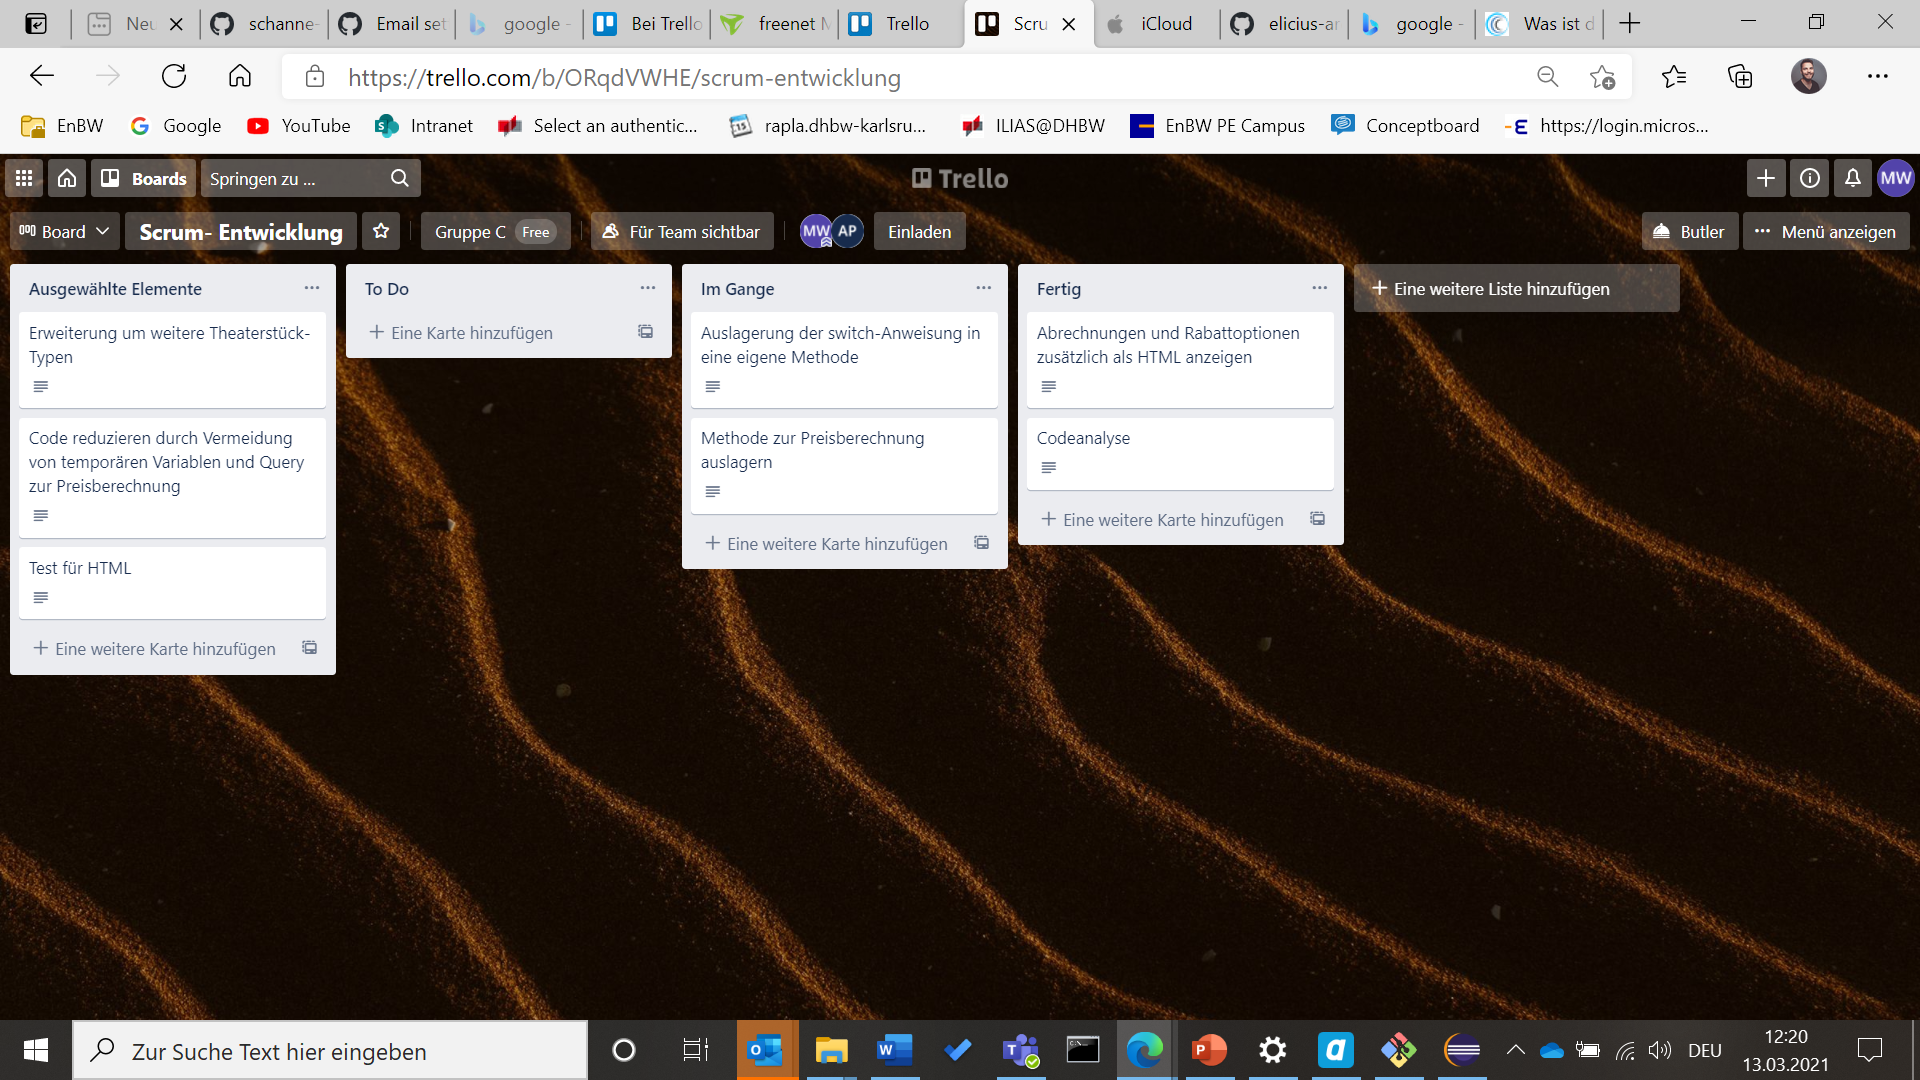 Neu
schanne-
Email set
google -
Bei Trello
freenet M
Trello
Scru
iCloud
elicius-ar
google -
Was ist d
https://trello.com/b/ORqdVWHE/scrum-entwicklung
EnBW
Google
YouTube
Intranet
Select an authentic...
rapla.dhbw-karlsru...
ILIAS@DHBW
EnBW PE Campus
Conceptboard
https://login.micros...
Boards
Springen zu ...
Trello
MW
Board
Scrum- Entwicklung
Gruppe C Free
Für Team sichtbar
MW
AP
Einladen
Butler
Menü anzeigen
Ausgewählte Elemente
Erweiterung um weitere Theaterstück-
Typen
Code reduzieren durch Vermeidung
von temporären Variablen und Query
zur Preisberechnung
Test für HTML
Eine weitere Karte hinzufügen
To Do
Eine Karte hinzufügen
Im Gange
Auslagerung der switch-Anweisung in
eine eigene Methode
Methode zur Preisberechnung
auslagern
Eine weitere Karte hinzufügen
Fertig
Abrechnungen und Rabattoptionen
zusätzlich als HTML anzeigen
Codeanalyse
Eine weitere Karte hinzufügen
Eine weitere Liste hinzufügen
Zur Suche Text hier eingeben
DEU
12:20
13.03.2021